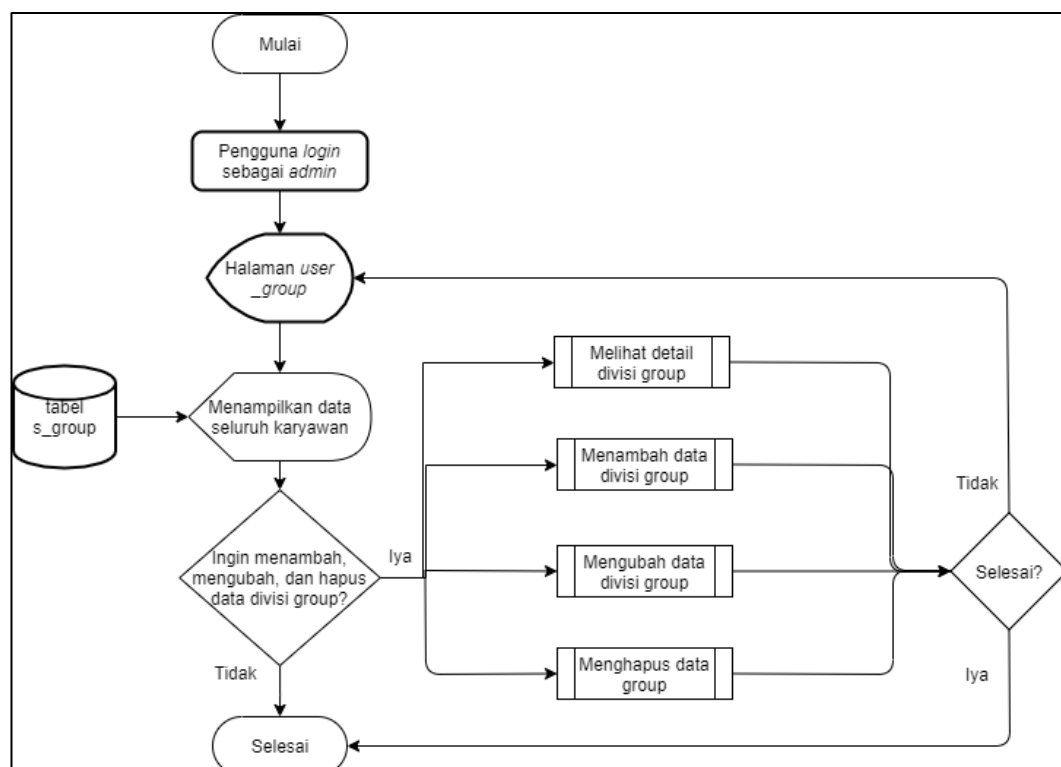 Mulai
Pengguna login
sebagai admin
Halaman user
_group
tabel
s_group
Menampilkan data
seluruh karyawan
Ingin menambah,
mengubah, dan hapus
data divisi group?
Iya
Tidak
Melihat detail
divisi group
Menambah data
divisi group
Mengubah data
divisi group
Menghapus data
group
Tidak
Selesai?
Iya
Selesai